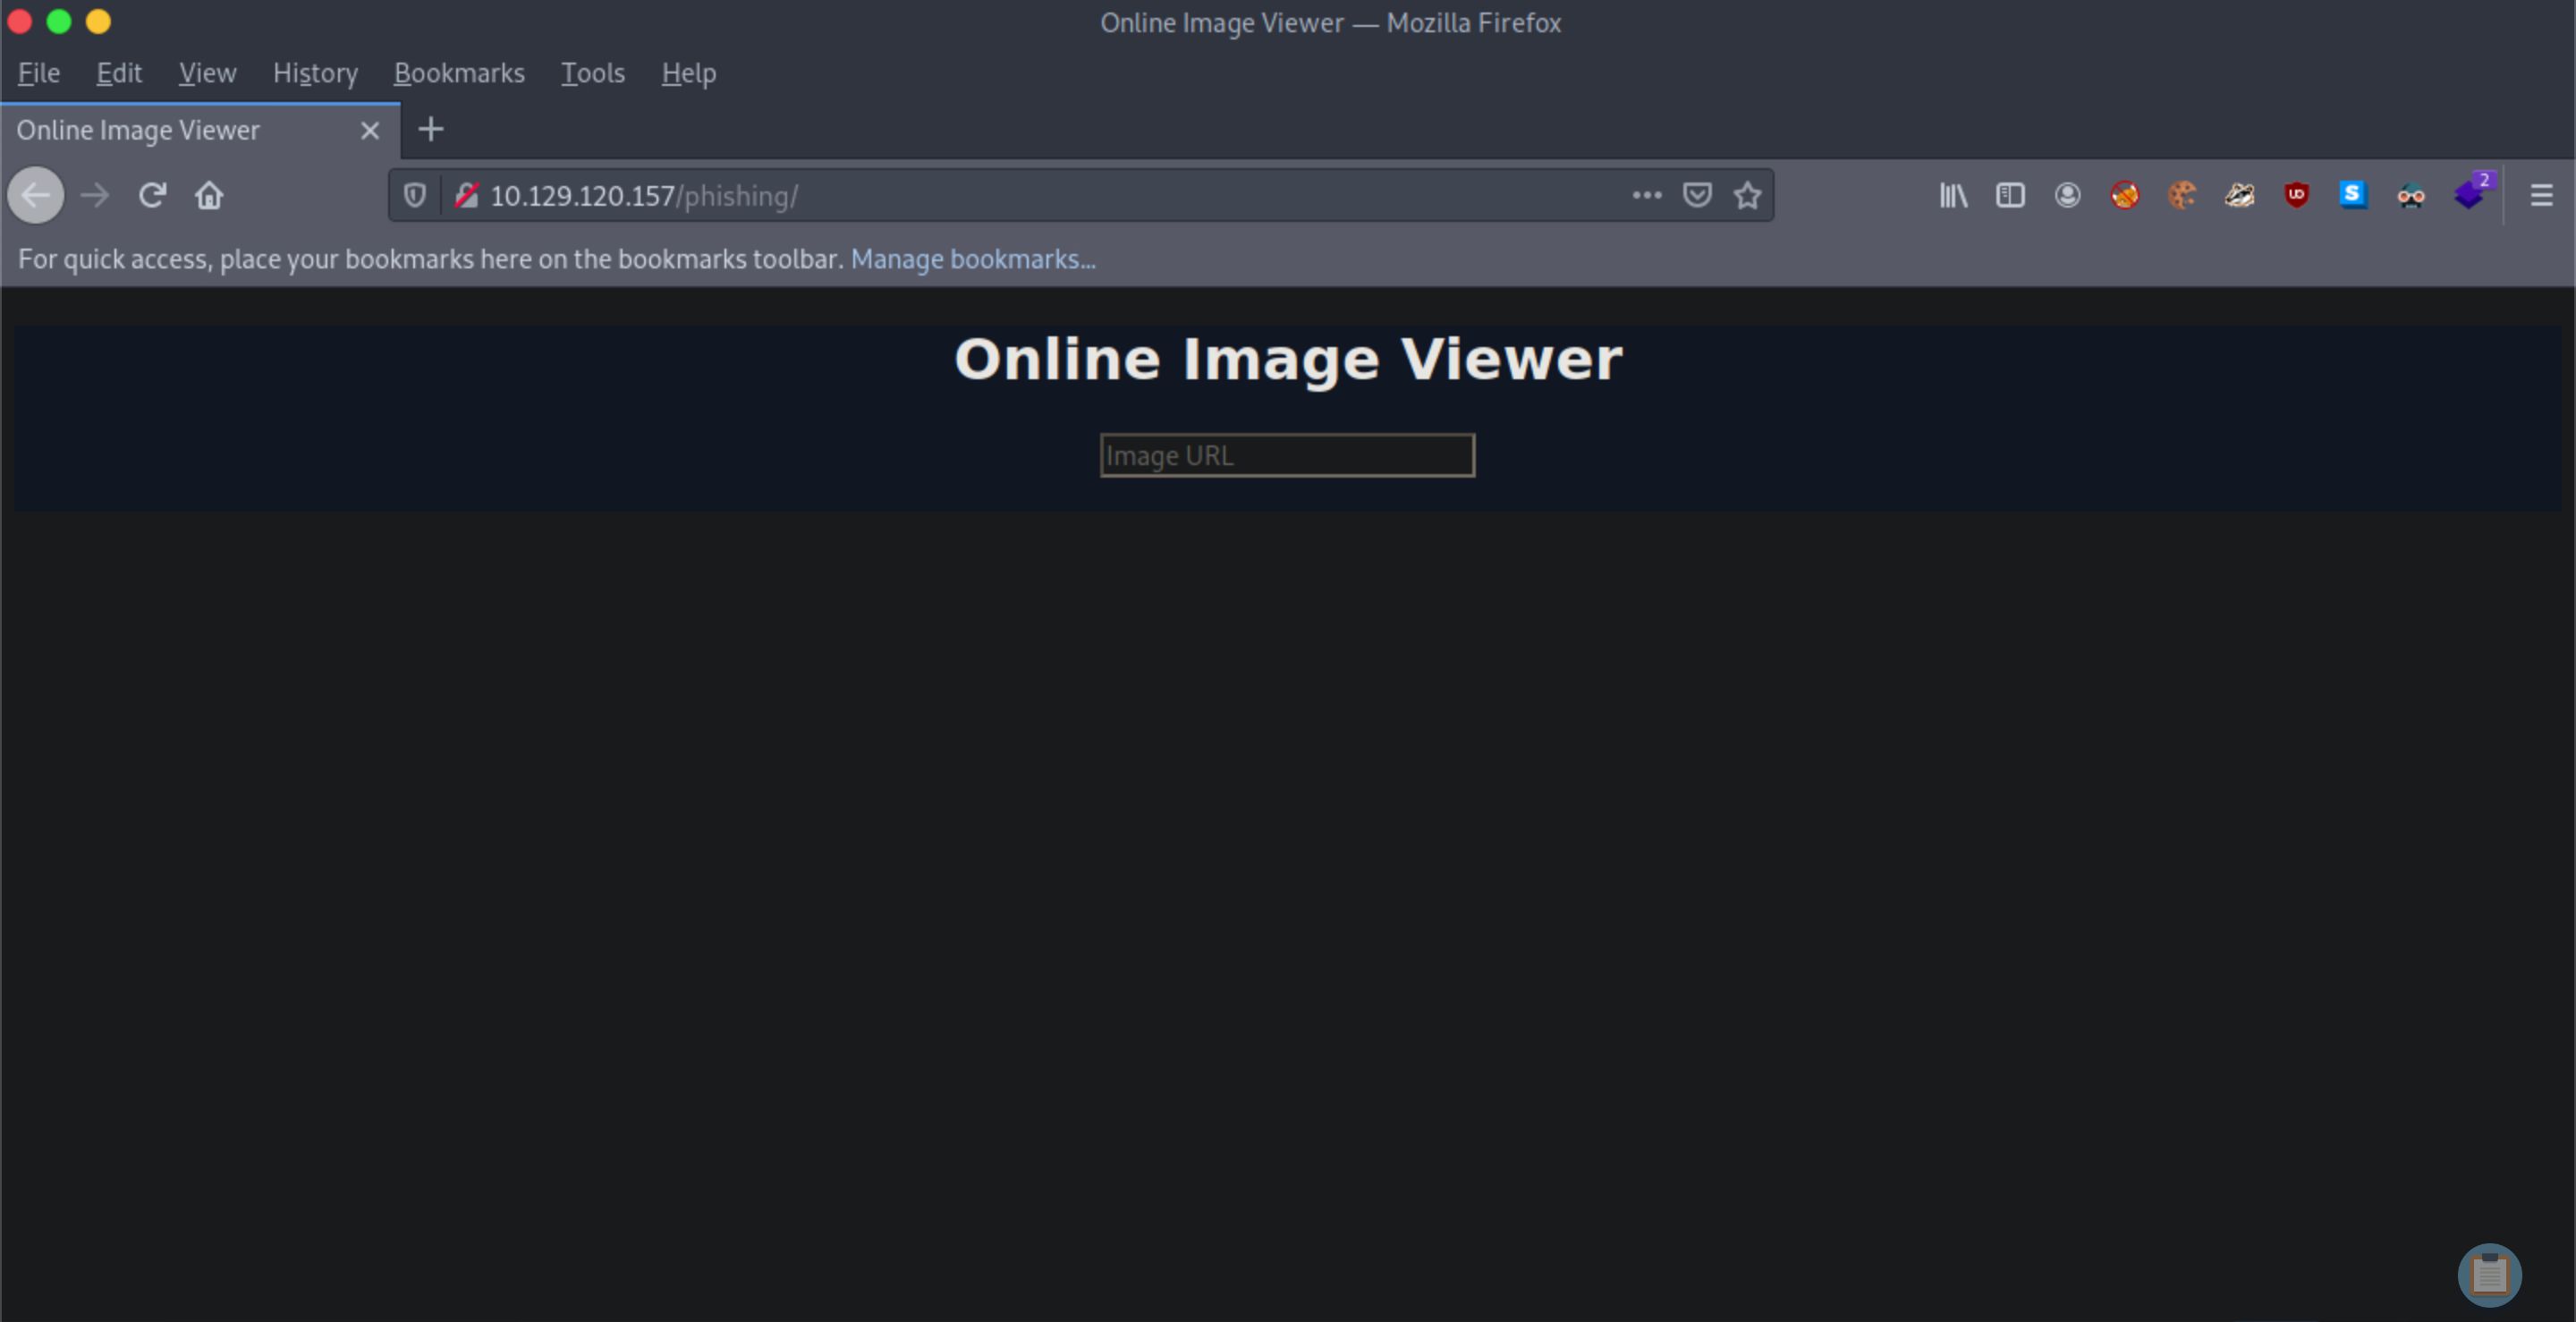 Online Image Viewer — Mozilla Firefox
File Edit View History Bookmarks Tools Help
Online Image Viewer
10.129.120.157/phishing/
2
For quick access, place your bookmarks here on the bookmarks toolbar. Manage bookmarks...
Online Image Viewer
Image URL